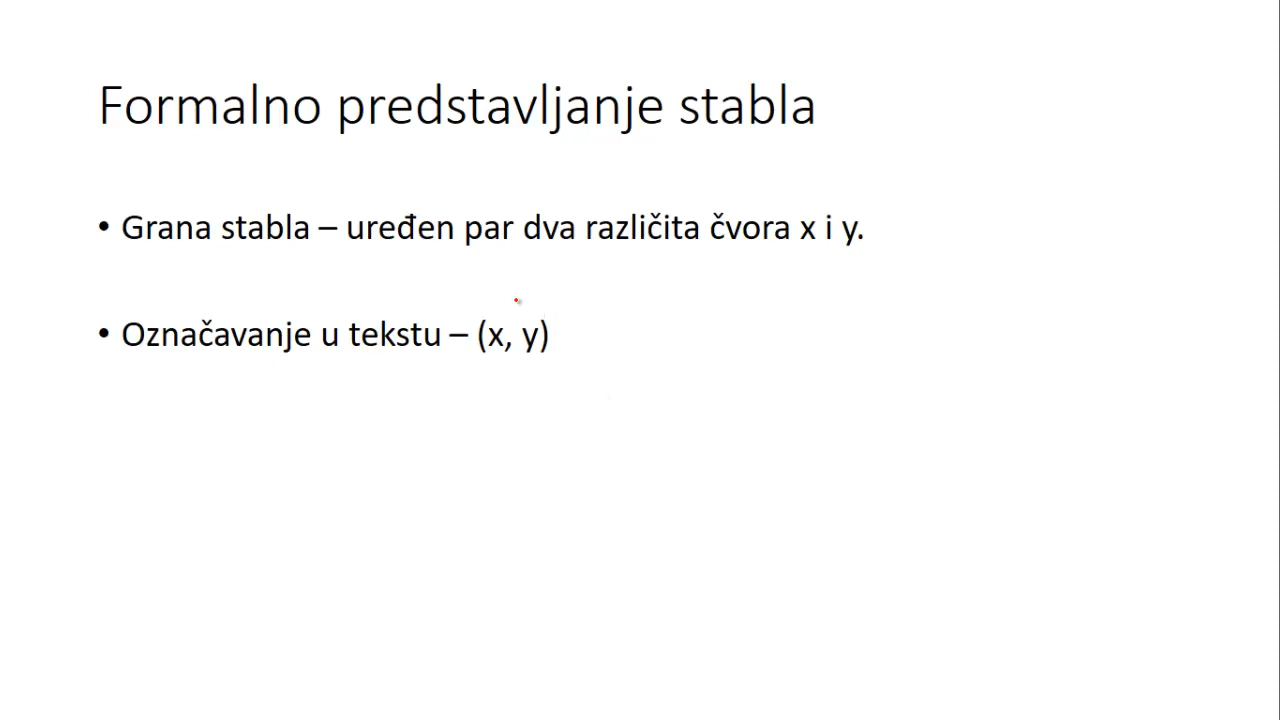 Formalno predstavljanje stabla
• Grana stabla – uređen par dva različita čvora x i y.
• Označavanje u tekstu – (x, y)